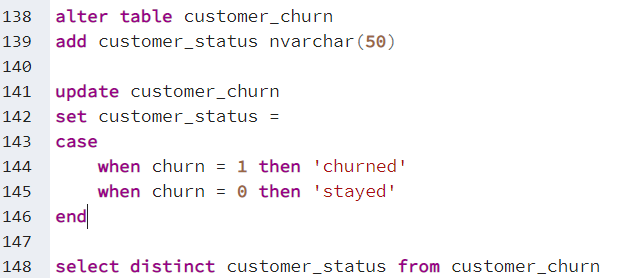 138 alter table customer_churn
139 add customer_status nvarchar(50)
140
141 update customer_churn
142 set customer_status =
143 case
144     when churn = 1 then 'churned'
145     when churn = 0 then 'stayed'
146 end
147
148 select distinct customer_status from customer_churn